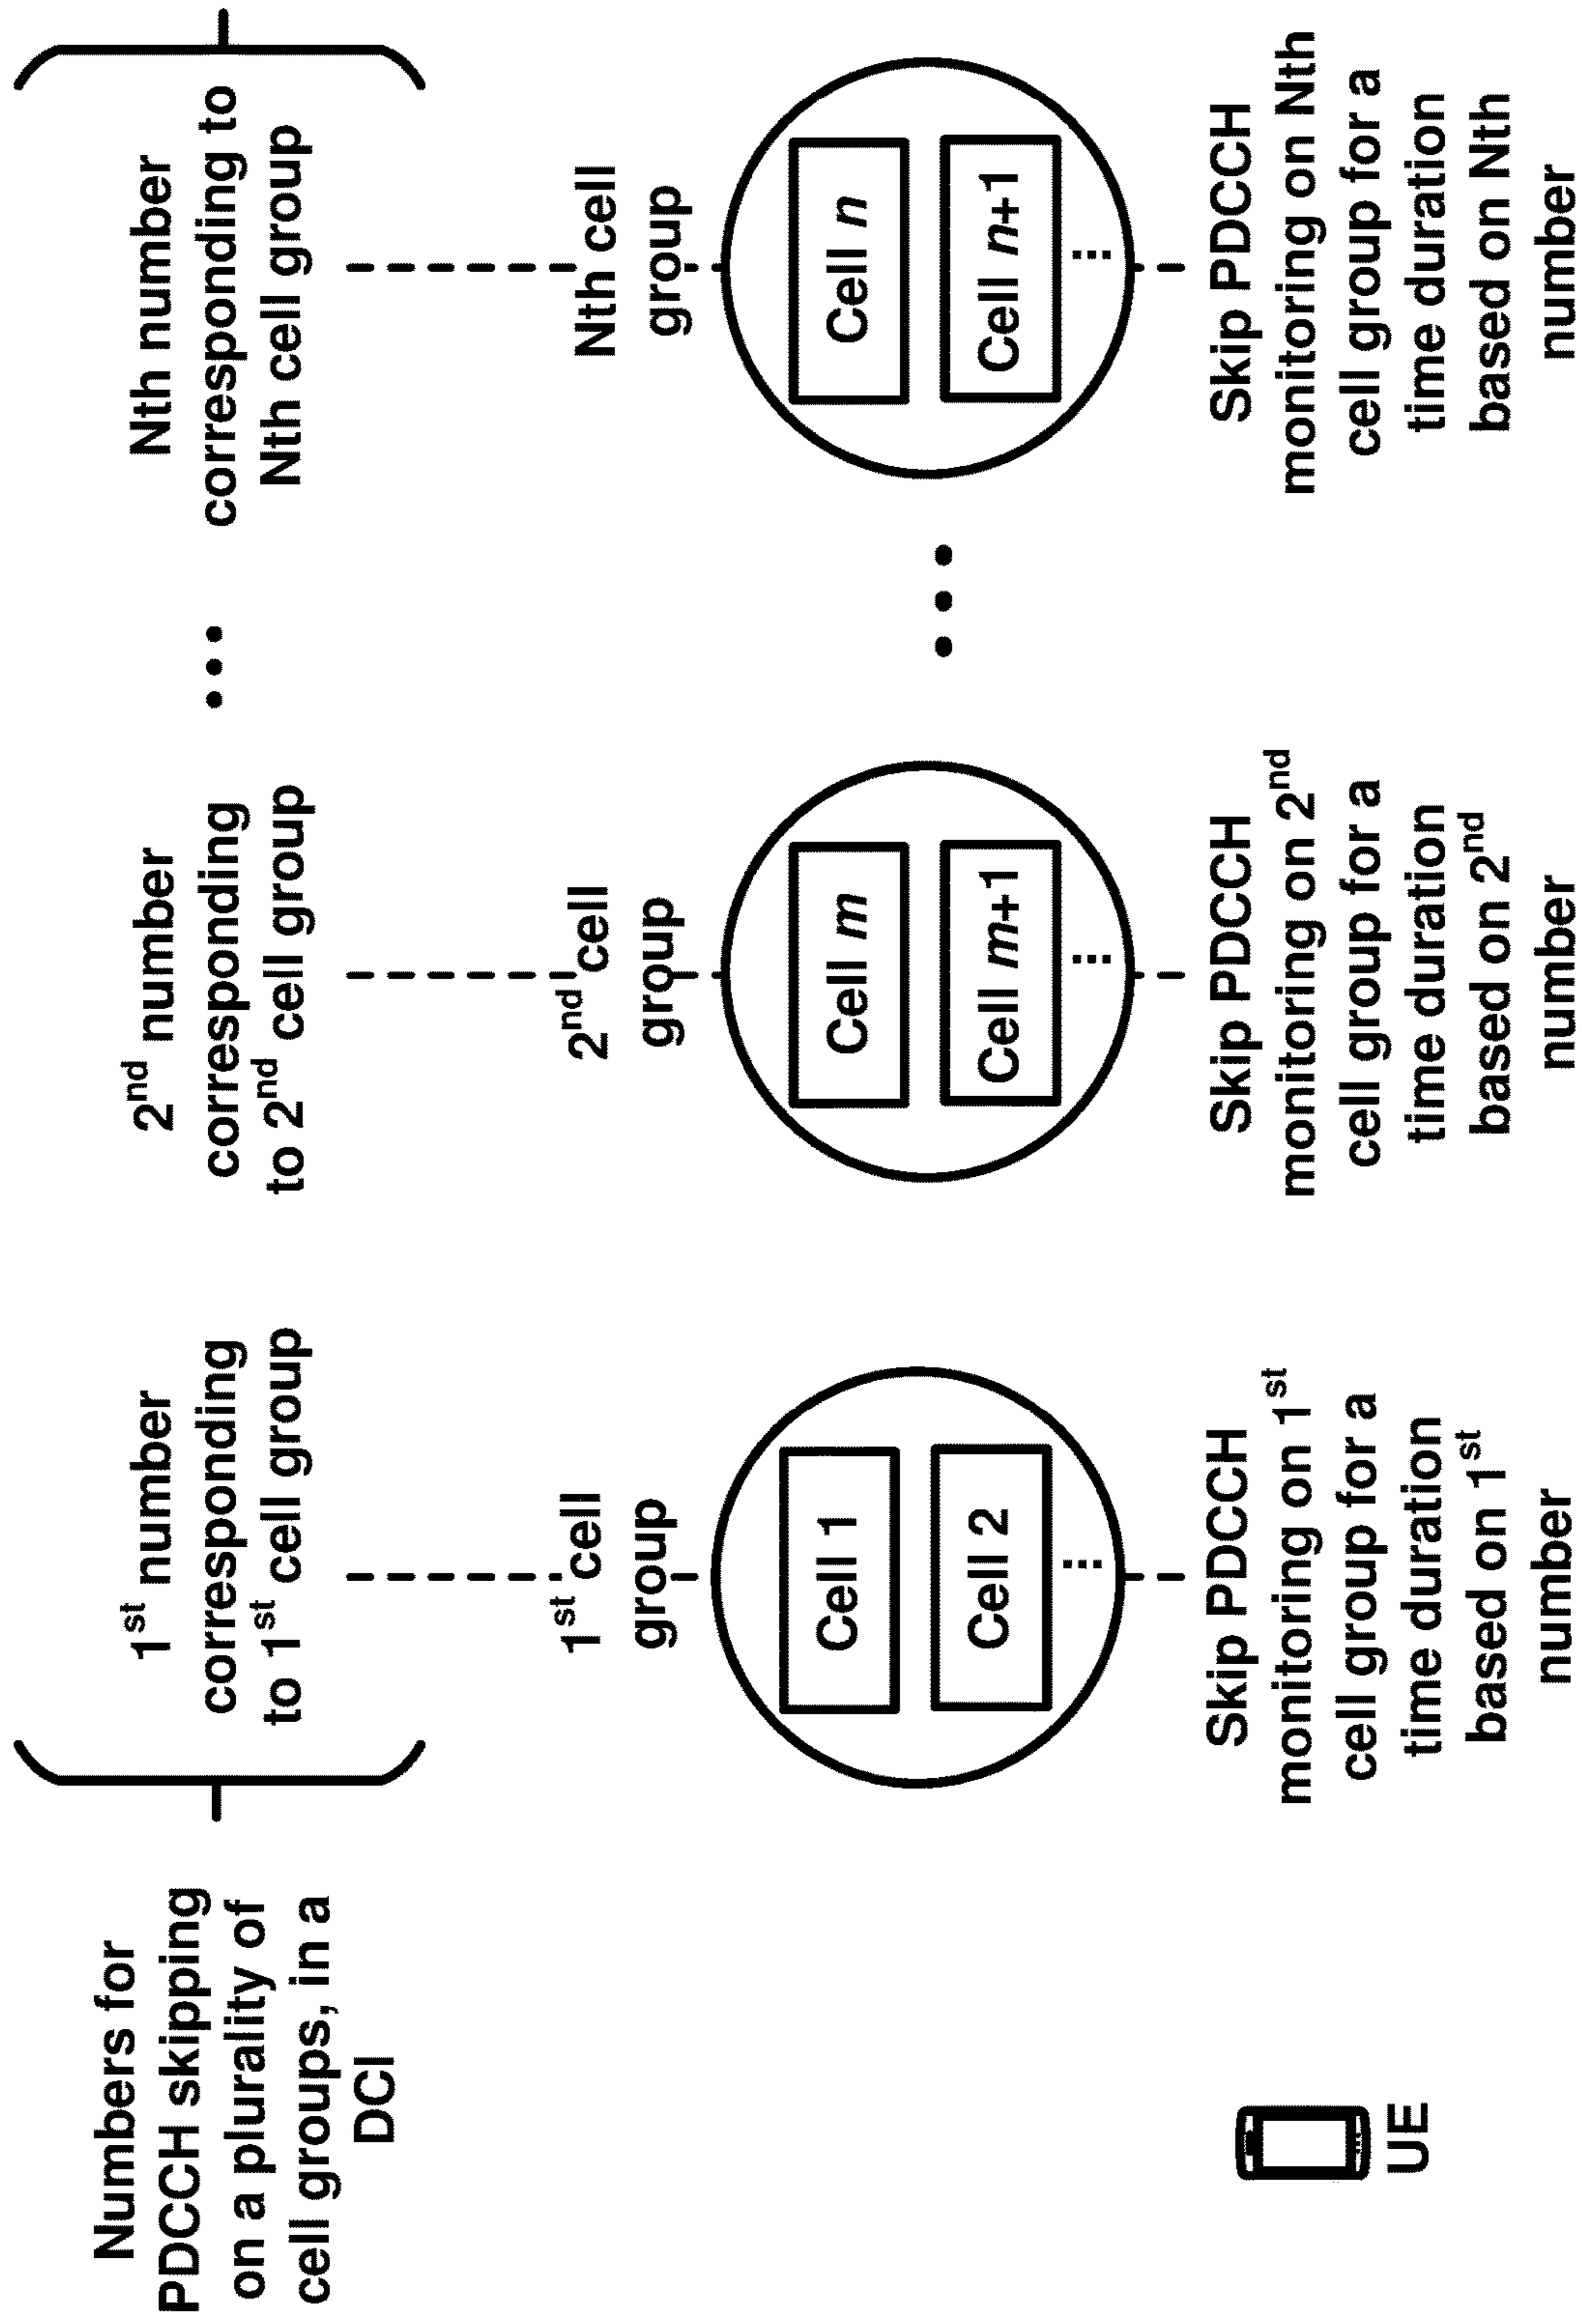 Numbers for
PDCCH skipping
on a plurality of
cell groups, in a
DCI
1st number
corresponding
to 1st cell group
2nd number
corresponding
to 2nd cell group
...
Nth number
corresponding to
Nth cell group
1st cell
group
Cell 1
Cell 2
...
2nd cell
group
Cell m
Cell m+1
...
...
Nth cell
group
Cell n
Cell n+1
...
UE
Skip PDCCH
monitoring on 1st
cell group for a
time duration
based on 1st
number
Skip PDCCH
monitoring on 2nd
cell group for a
time duration
based on 2nd
number
Skip PDCCH
monitoring on Nth
cell group for a
time duration
based on Nth
number